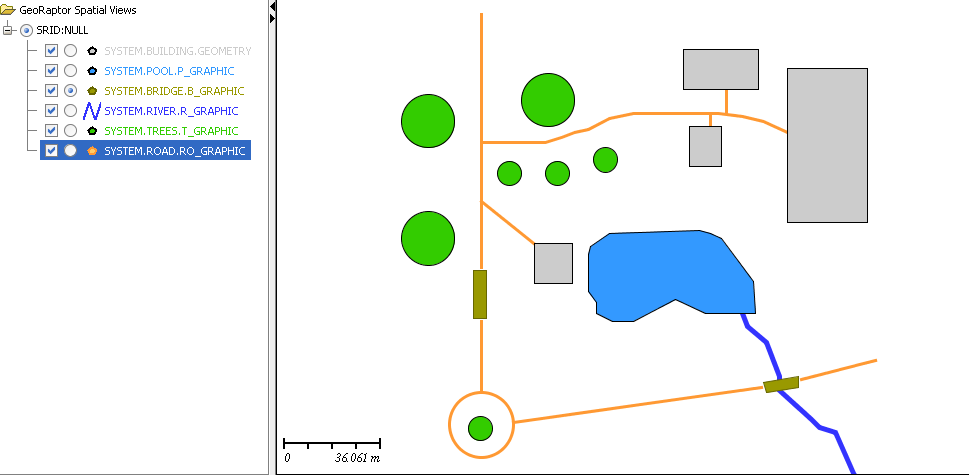 GeoRaptor Spatial Views
SRID:NULL
SYSTEM.BUILDING.GEOMETRY
SYSTEM.POOL.P_GRAPHIC
SYSTEM.BRIDGE.B_GRAPHIC
SYSTEM.RIVER.R_GRAPHIC
SYSTEM.TREES.T_GRAPHIC
SYSTEM.ROAD.RO_GRAPHIC
0 36.061 m